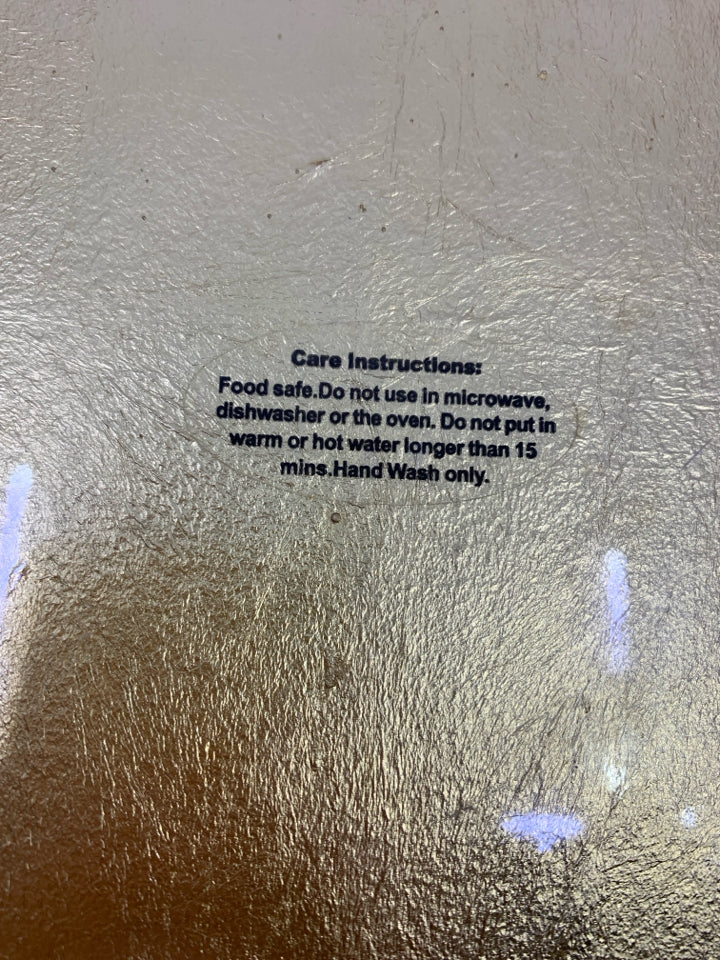 Care Instructions:
Food safe.Do not use in microwave,
dishwasher or the oven. Do not put in
warm or hot water longer than 15
mins.Hand Wash only.